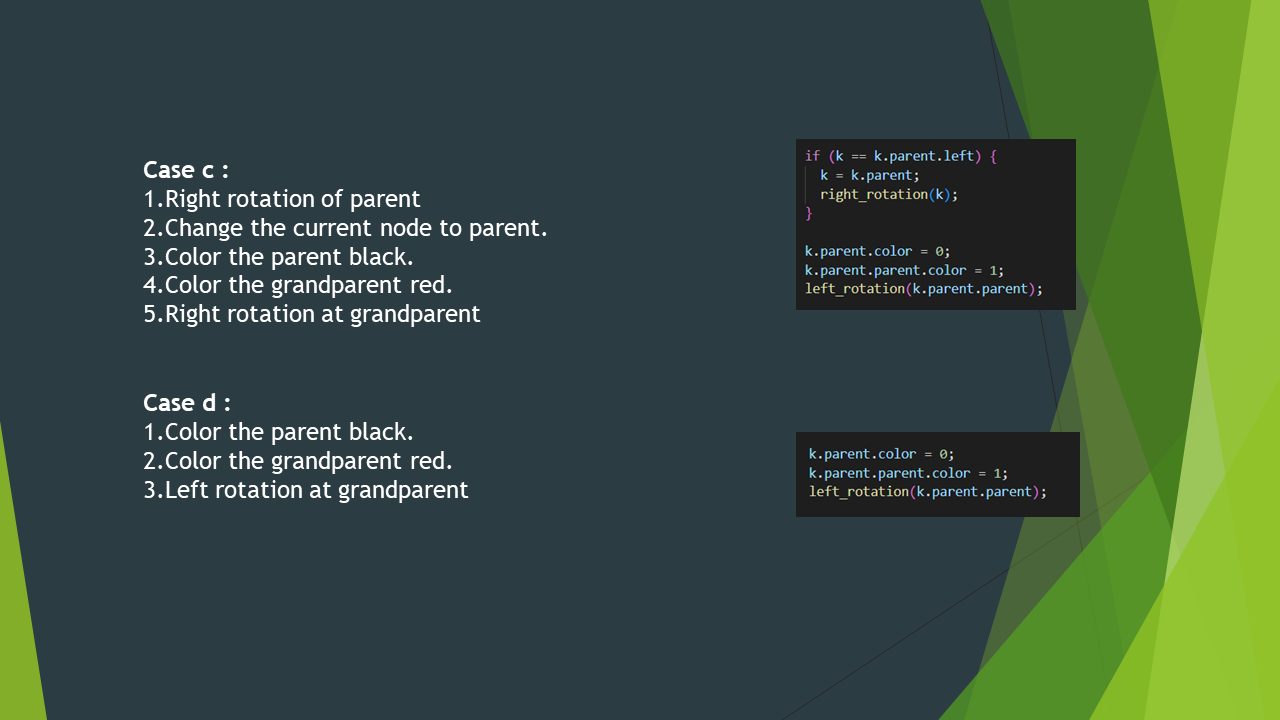 Case c :
1.Right rotation of parent
2.Change the current node to parent.
3.Color the parent black.
4.Color the grandparent red.
5.Right rotation at grandparent
if (k == k.parent.left) {
k = k.parent;
right_rotation(k);
}
k.parent.color = 0;
k.parent.parent.color = 1;
left_rotation(k.parent.parent);
Case d :
1.Color the parent black.
2.Color the grandparent red.
3.Left rotation at grandparent
k.parent.color = 0;
k.parent.parent.color = 1;
left_rotation(k.parent.parent);